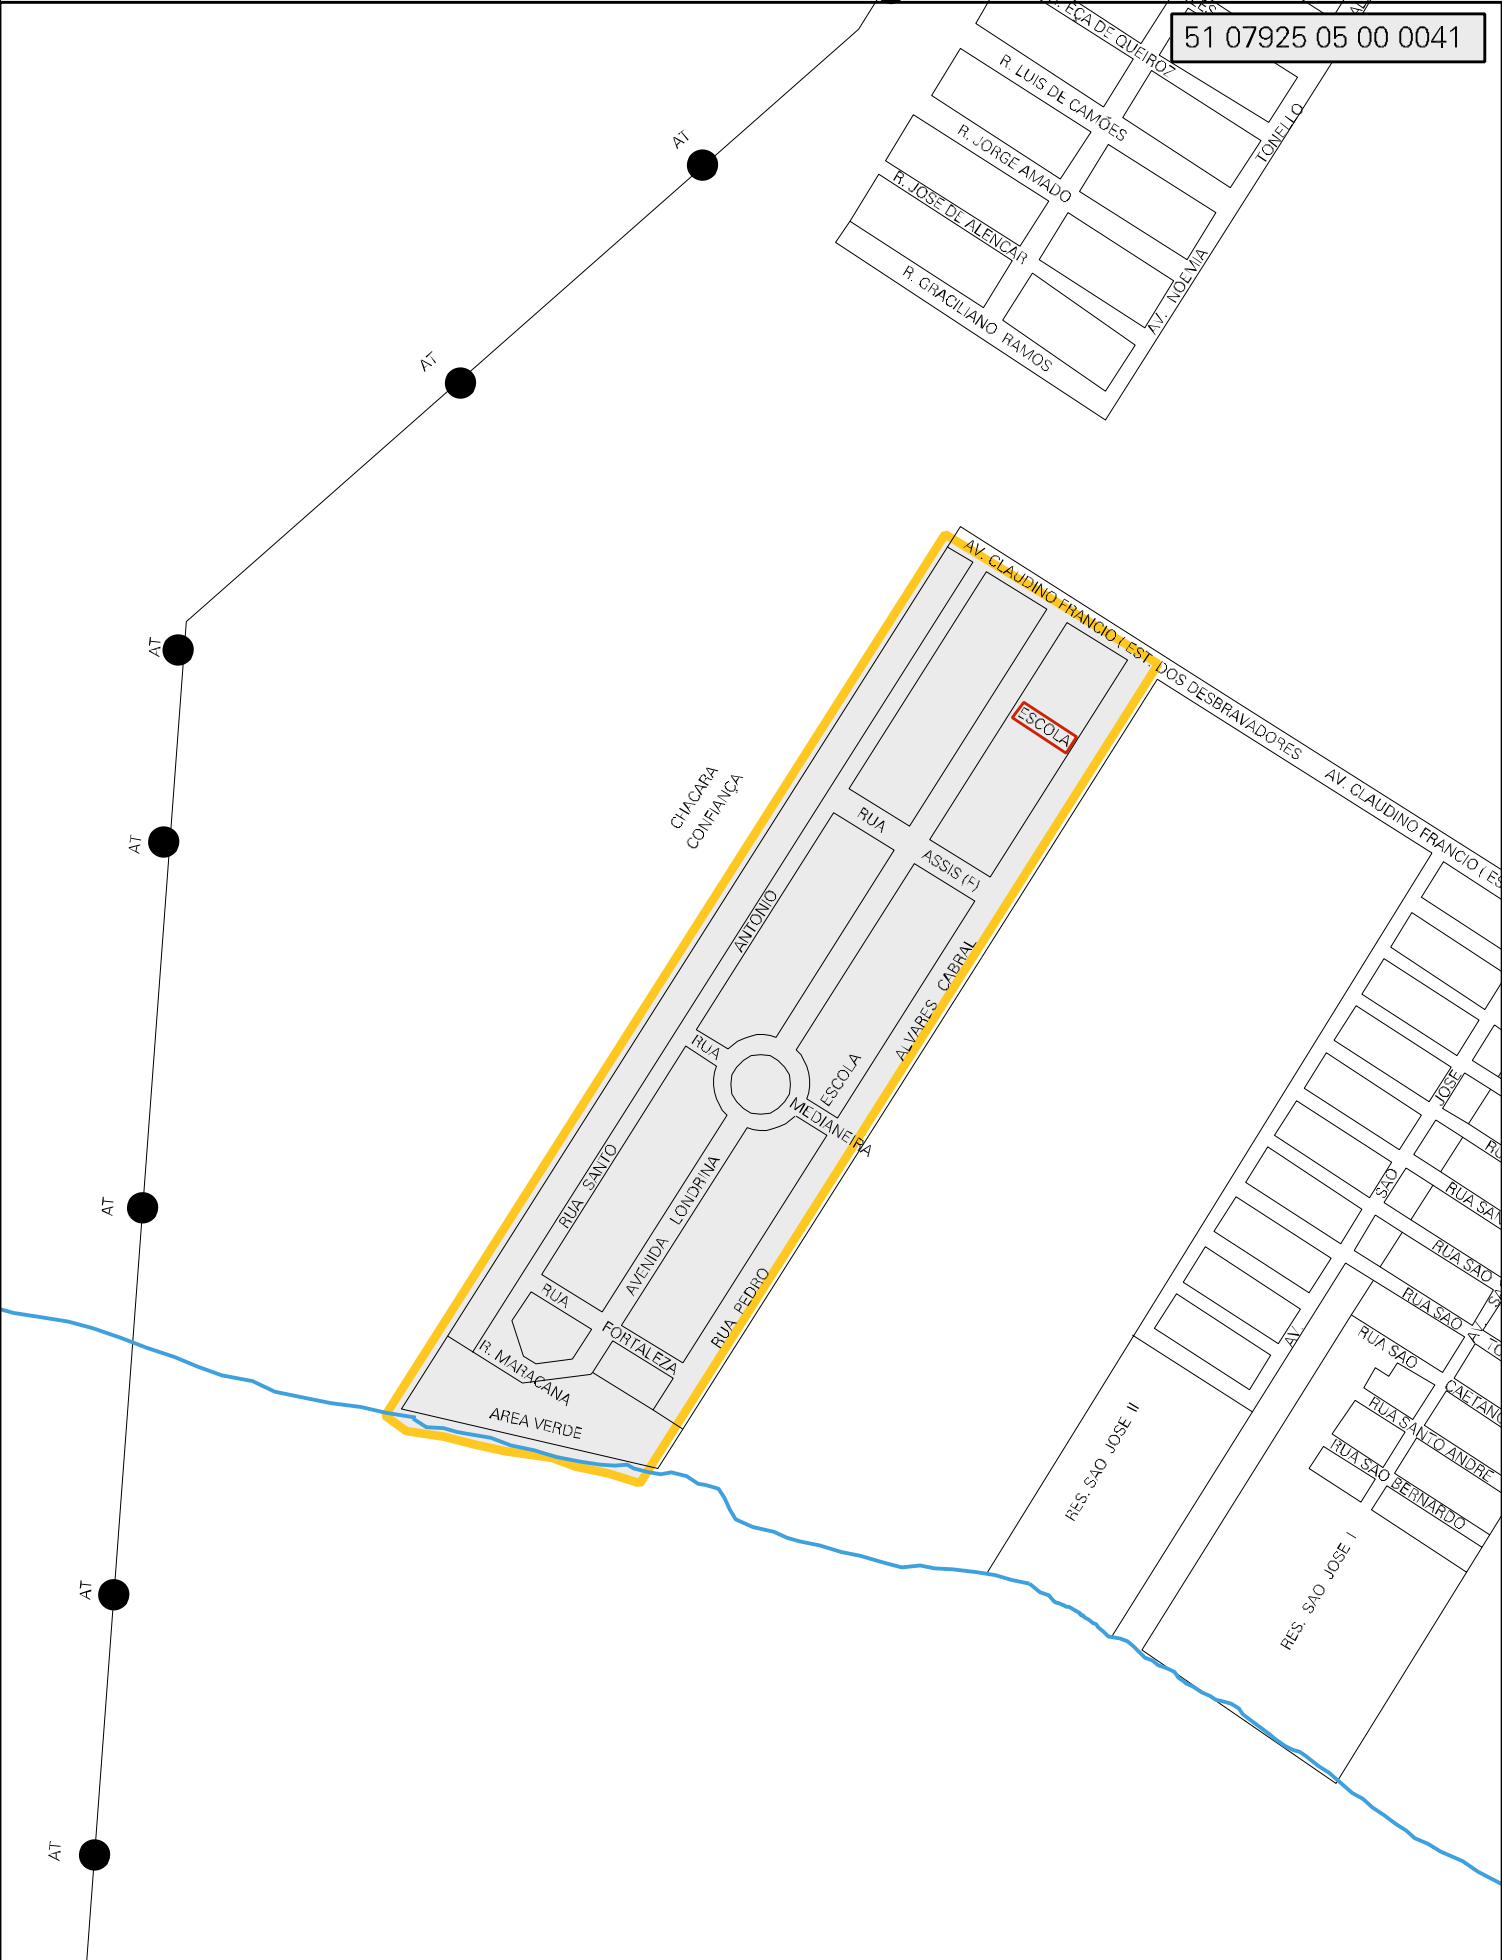 51 07925 05 00 0041
R. LUIS DE CAMÕES
R. JORGE AMADO
R. JOSE DE ALENCAR
R. GRACILIANO RAMOS
AV. NOEMIA TONELLO
EÇA DE QUEIROZ
AT
AT
AT
AT
AT
AT
AT
AV. CLAUDINO FRANCIO ( EST. DOS DESBRAVADORES
AV. CLAUDINO FRANCIO ( ES
ESCOLA
CHACARA
CONFIANÇA
RUA ASSIS (F)
RUA SANTO ANTONIO
RUA PEDRO ALVARES CABRAL
ESCOLA
RUA MEDIANEIRA
AVENIDA LONDRINA
RUA FORTALEZA
R. MARACANA
AREA VERDE
AV. SAO JOSE
RUA SAN
RUA SAO
RUA SAO
RUA SAO
CAETANO
RUA SANTO ANDRE
RUA SAO BERNARDO
RES. SAO JOSE II
RES. SAO JOSE I